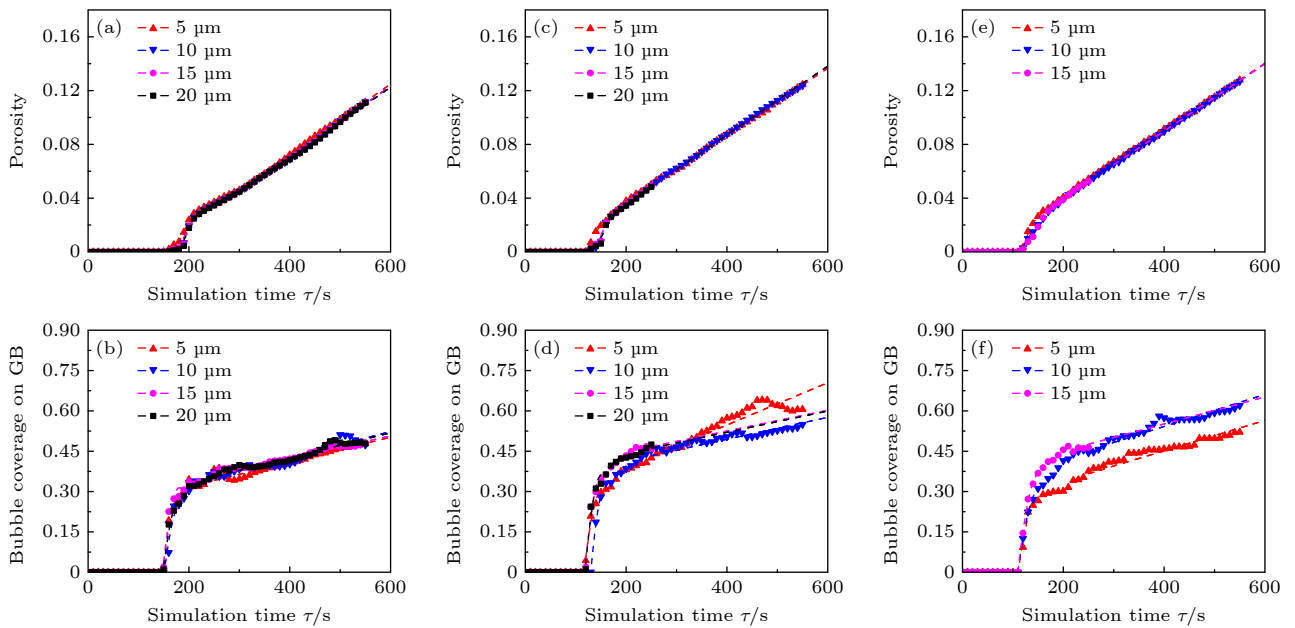 (a)
5 µm
10 µm
15 µm
20 µm
0.16
0.12
0.08
0.04
0
Porosity
0 200 400 600
Simulation time τ/s
(c)
5 µm
10 µm
15 µm
20 µm
0.16
0.12
0.08
0.04
0
Porosity
0 200 400 600
Simulation time τ/s
(e)
5 µm
10 µm
15 µm
0.16
0.12
0.08
0.04
0
Porosity
0 200 400 600
Simulation time τ/s
(b)
5 µm
10 µm
15 µm
20 µm
0.90
0.75
0.60
0.45
0.30
0.15
0
Bubble coverage on GB
0 200 400 600
Simulation time τ/s
(d)
5 µm
10 µm
15 µm
20 µm
0.90
0.75
0.60
0.45
0.30
0.15
0
Bubble coverage on GB
0 200 400 600
Simulation time τ/s
(f)
5 µm
10 µm
15 µm
0.90
0.75
0.60
0.45
0.30
0.15
0
Bubble coverage on GB
0 200 400 600
Simulation time τ/s